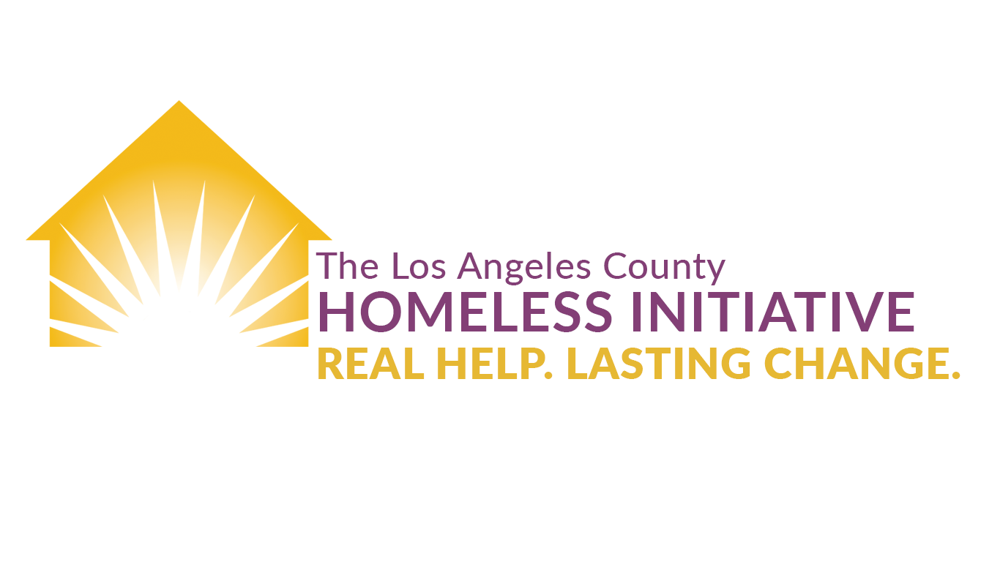 The Los Angeles County
HOMELESS INITIATIVE
REAL HELP. LASTING CHANGE.